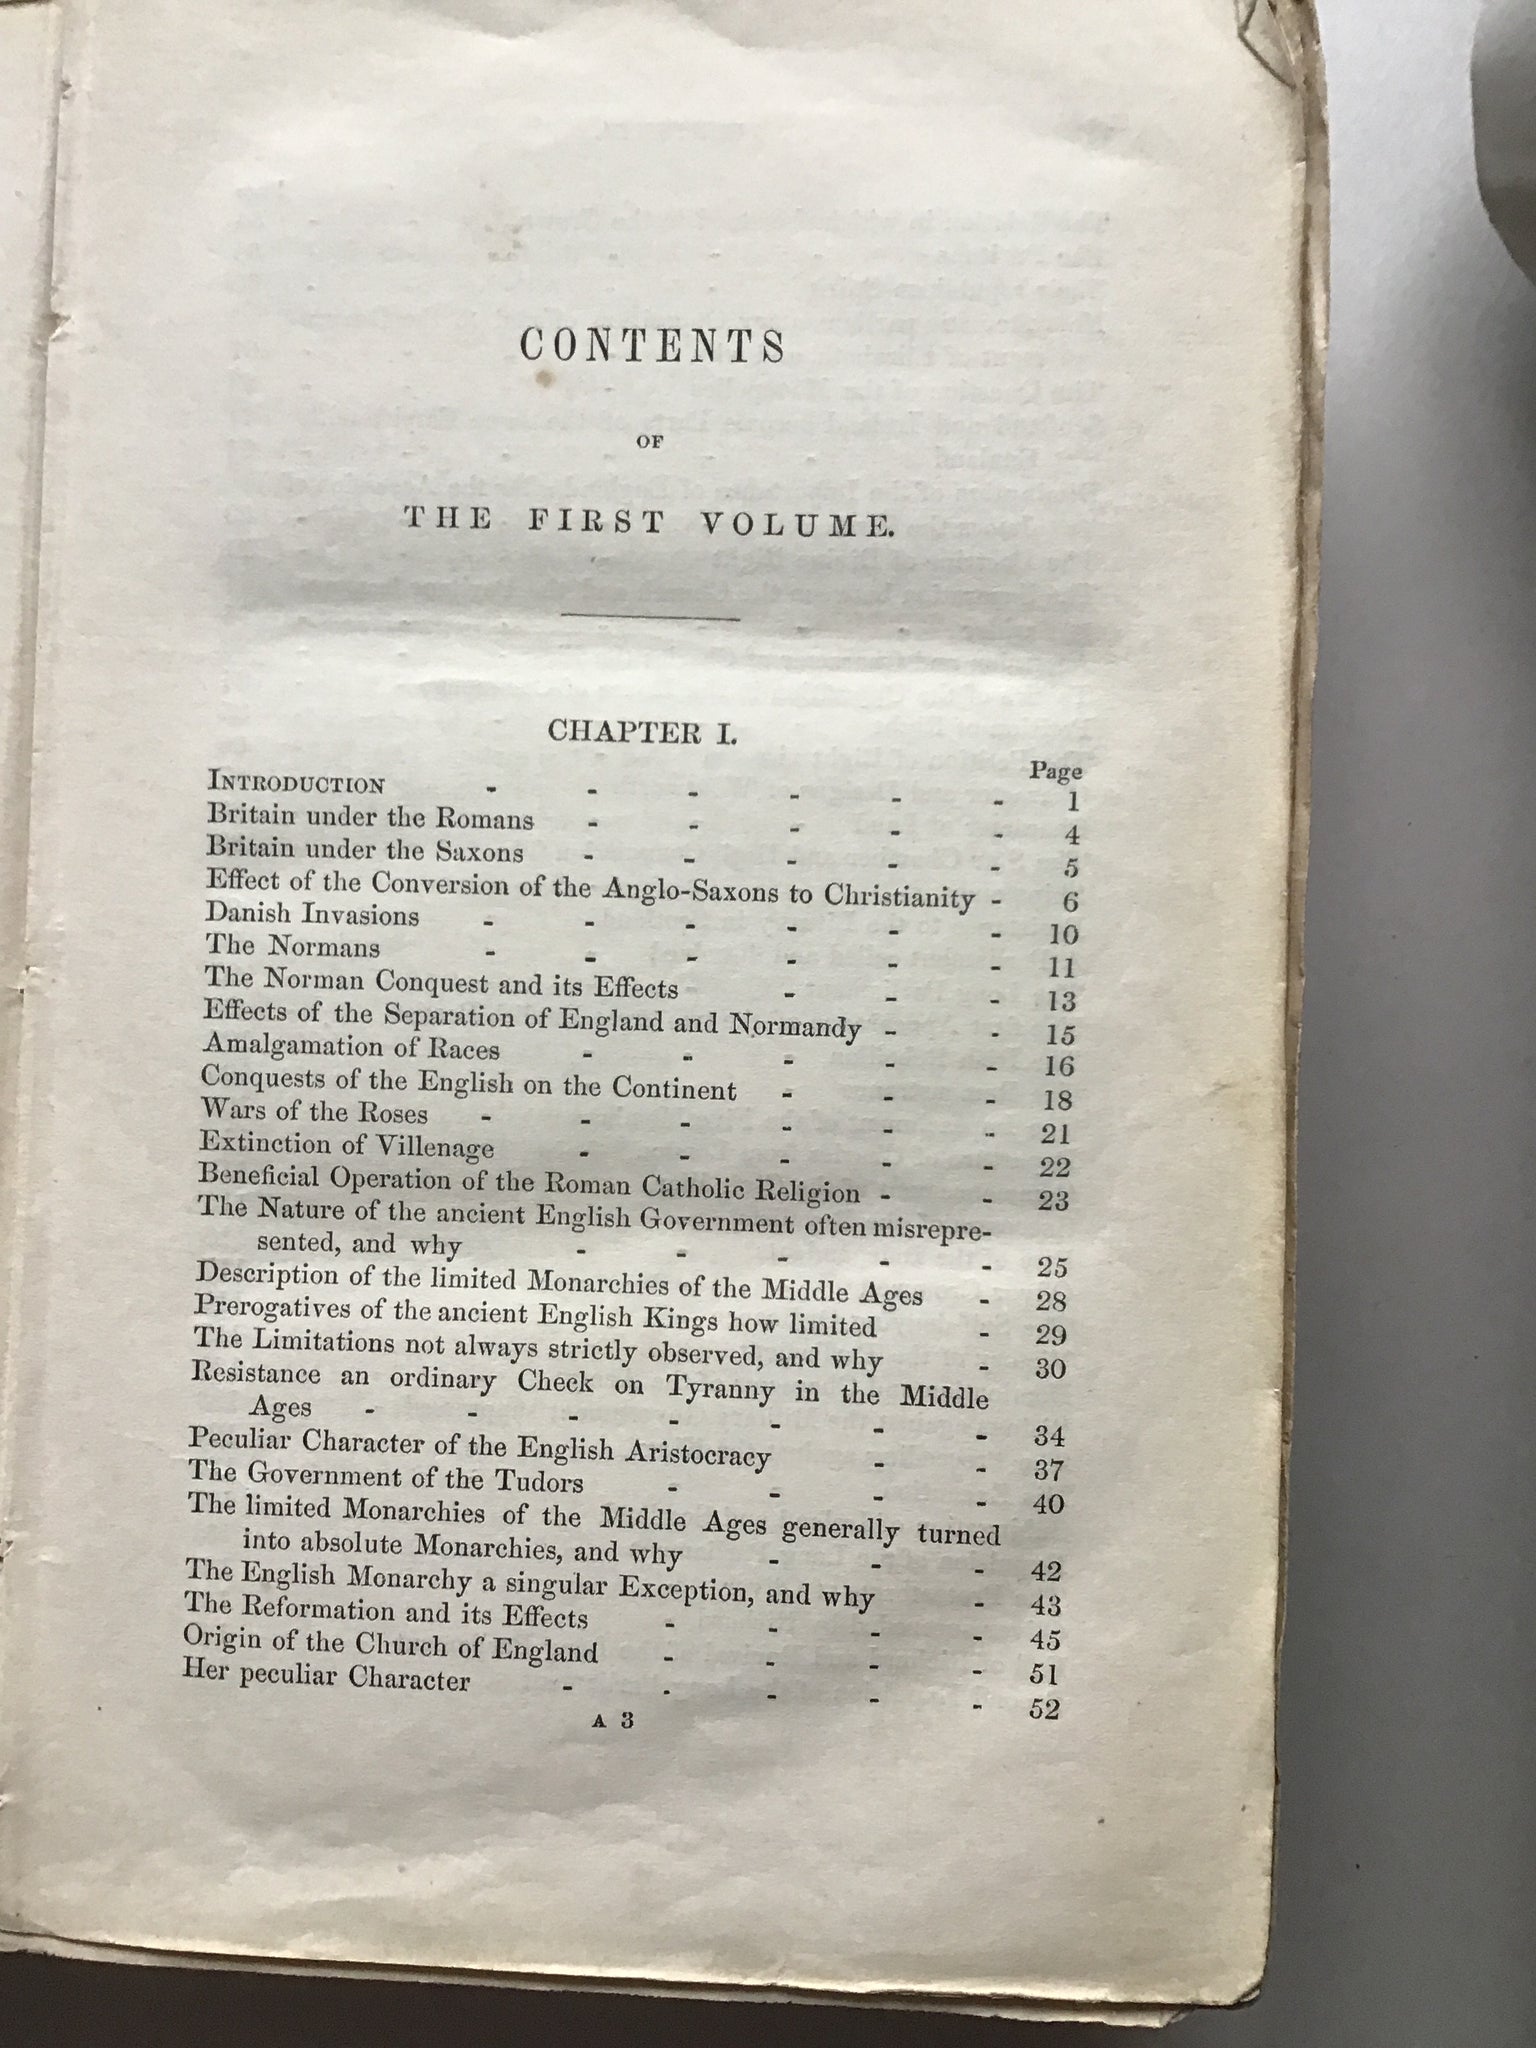 CONTENTS
OF
THE FIRST VOLUME.
CHAPTER I.
Page
INTRODUCTION - - - - - - 1
Britain under the Romans - - - - - 4
Britain under the Saxons - - - - - 5
Effect of the Conversion of the Anglo-Saxons to Christianity - 6
Danish Invasions - - - - - - 10
The Normans - - - - - - 11
The Norman Conquest and its Effects - - - 13
Effects of the Separation of England and Normandy - - 15
Amalgamation of Races - - - - - 16
Conquests of the English on the Continent - - - 18
Wars of the Roses - - - - - - 21
Extinction of Villenage - - - - - 22
Beneficial Operation of the Roman Catholic Religion - - 23
The Nature of the ancient English Government often misrepre-
sented, and why - - - - - 25
Description of the limited Monarchies of the Middle Ages - 28
Prerogatives of the ancient English Kings how limited - 29
The Limitations not always strictly observed, and why - 30
Resistance an ordinary Check on Tyranny in the Middle
Ages - - - - - - - 34
Peculiar Character of the English Aristocracy - - 37
The Government of the Tudors - - - - 40
The limited Monarchies of the Middle Ages generally turned
into absolute Monarchies, and why - - - 42
The English Monarchy a singular Exception, and why - 43
The Reformation and its Effects - - - - 45
Origin of the Church of England - - - - 51
Her peculiar Character - - - - - 52
A 3